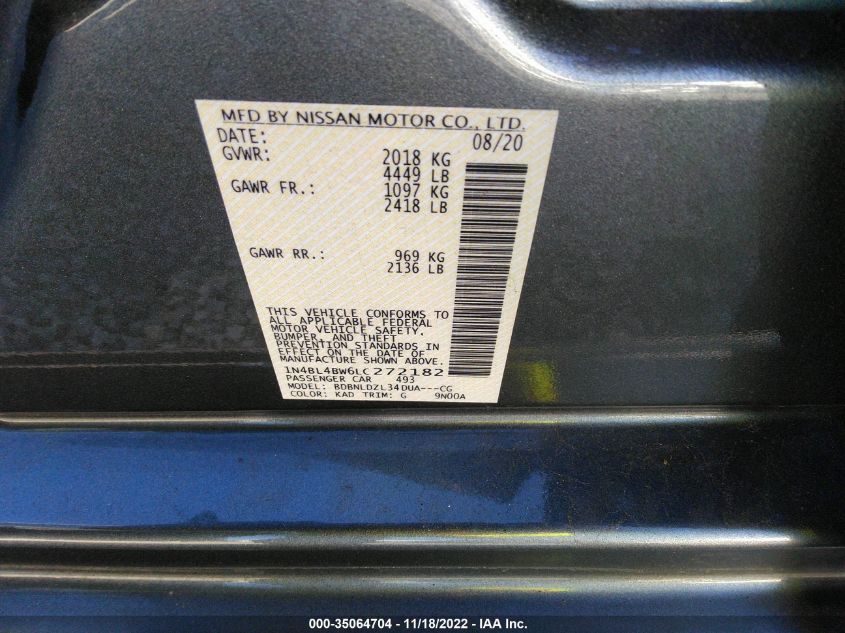 MFD BY NISSAN MOTOR CO., LTD.
DATE: 08/20
GVWR: 2018 KG
4449 LB
GAWR FR.: 1097 KG
2418 LB
GAWR RR.: 969 KG
2136 LB
THIS VEHICLE CONFORMS TO
ALL APPLICABLE FEDERAL
MOTOR VEHICLE SAFETY,
BUMPER, AND THEFT
PREVENTION STANDARDS IN
EFFECT ON THE DATE OF
MANUFACTURE SHOWN ABOVE.
1N4BL4BW6LC272182
PASSENGER CAR 493
MODEL: BDBNLDZL34DUA---CG
COLOR: KAD TRIM: G 9N00A
000-35064704 - 11/18/2022 - IAA Inc.